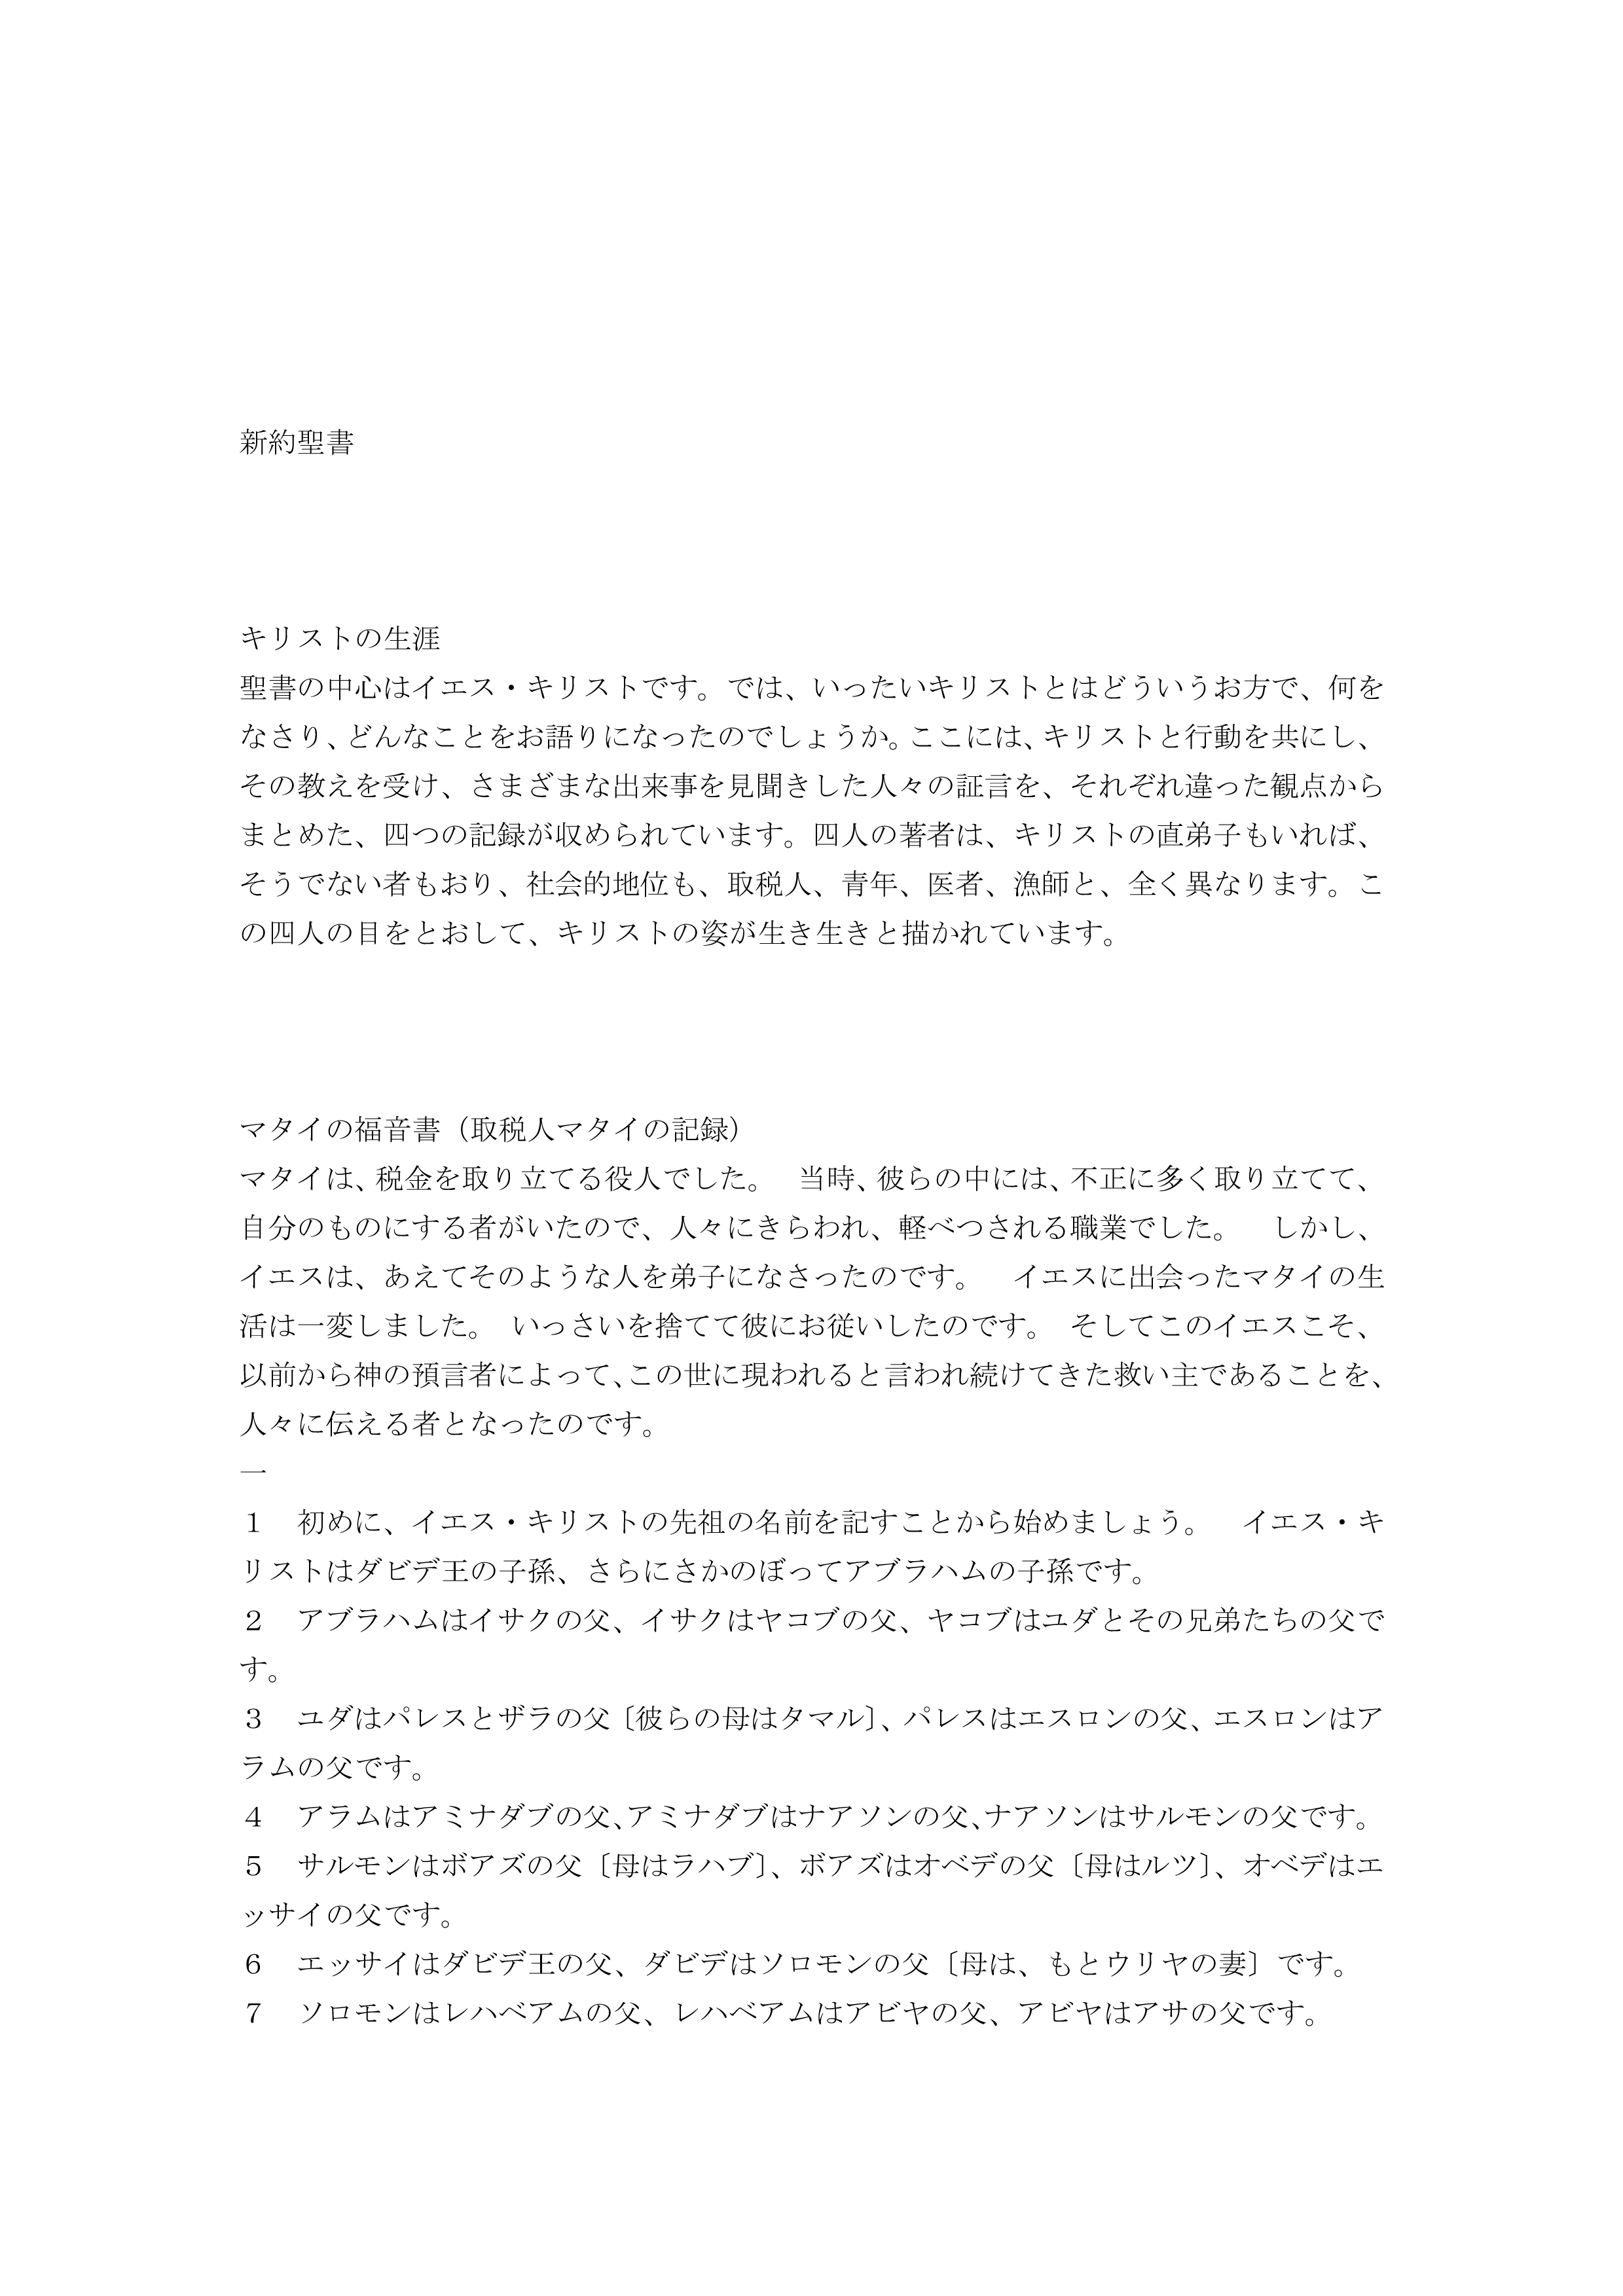 新約聖書
キリストの生涯
聖書の中心はイエス・キリストです。では、いったいキリストとはどういうお方で、何を
なさり、どんなことをお語りになったのでしょうか。ここには、キリストと行動を共にし、
その教えを受け、さまざまな出来事を見聞きした人々の証言を、それぞれ違った観点から
まとめた、四つの記録が収められています。四人の著者は、キリストの直弟子もいれば、
そうでない者もおり、社会的地位も、取税人、青年、医者、漁師と、全く異なります。こ
の四人の目をとおして、キリストの姿が生き生きと描かれています。
マタイの福音書（取税人マタイの記録）
マタイは、税金を取り立てる役人でした。　当時、彼らの中には、不正に多く取り立てて、
自分のものにする者がいたので、人々にきらわれ、軽べつされる職業でした。　しかし、
イエスは、あえてそのような人を弟子になさったのです。　イエスに出会ったマタイの生
活は一変しました。　いっさいを捨てて彼にお従いしたのです。　そしてこのイエスこそ、
以前から神の預言者によって、この世に現われると言われ続けてきた救い主であることを、
人々に伝える者となったのです。
一
１　初めに、イエス・キリストの先祖の名前を記すことから始めましょう。　イエス・キ
リストはダビデ王の子孫、さらにさかのぼってアブラハムの子孫です。
２　アブラハムはイサクの父、イサクはヤコブの父、ヤコブはユダとその兄弟たちの父で
す。
３　ユダはパレスとザラの父〔彼らの母はタマル〕、パレスはエスロンの父、エスロンはア
ラムの父です。
４　アラムはアミナダブの父、アミナダブはナアソンの父、ナアソンはサルモンの父です。
５　サルモンはボアズの父〔母はラハブ〕、ボアズはオベデの父〔母はルツ〕、オベデはエ
ッサイの父です。
６　エッサイはダビデ王の父、ダビデはソロモンの父〔母は、もとウリヤの妻〕です。
７　ソロモンはレハベアムの父、レハベアムはアビヤの父、アビヤはアサの父です。